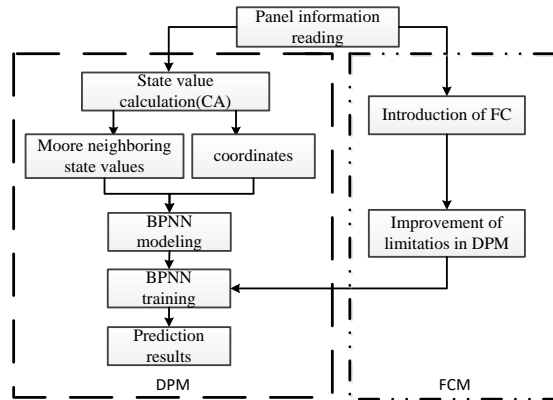 Panel information
reading
State value
calculation(CA)
Moore neighboring
state values
coordinates
BPNN
modeling
BPNN
training
Prediction
results
DPM
Introduction of FC
Improvement of
limitatios in DPM
FCM